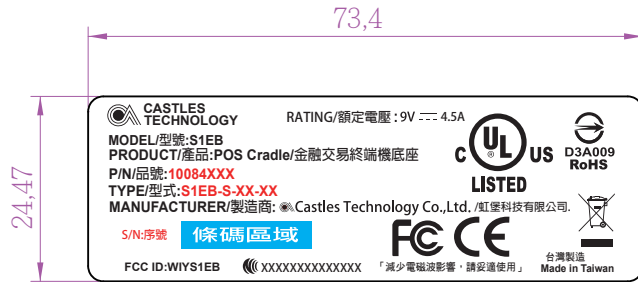 73,4
24,47
CASTLES
TECHNOLOGY
RATING/額定電壓:9V 4.5A
MODEL/型號:S1EB
PRODUCT/產品:POS Cradle/金融交易終端機底座
P/N/品號:10084XXX
TYPE/型式:S1EB-S-XX-XX
MANUFACTURER/製造商: Castles Technology Co.,Ltd. /虹堡科技有限公司.
C UL US
LISTED
D3A009
RoHS
S/N:序號 條碼區域
FC CE
FCC ID:WIYS1EB XXXXXXXXXXXXXX 「減少電磁波影響,請妥適使用」
台灣製造
Made in Taiwan